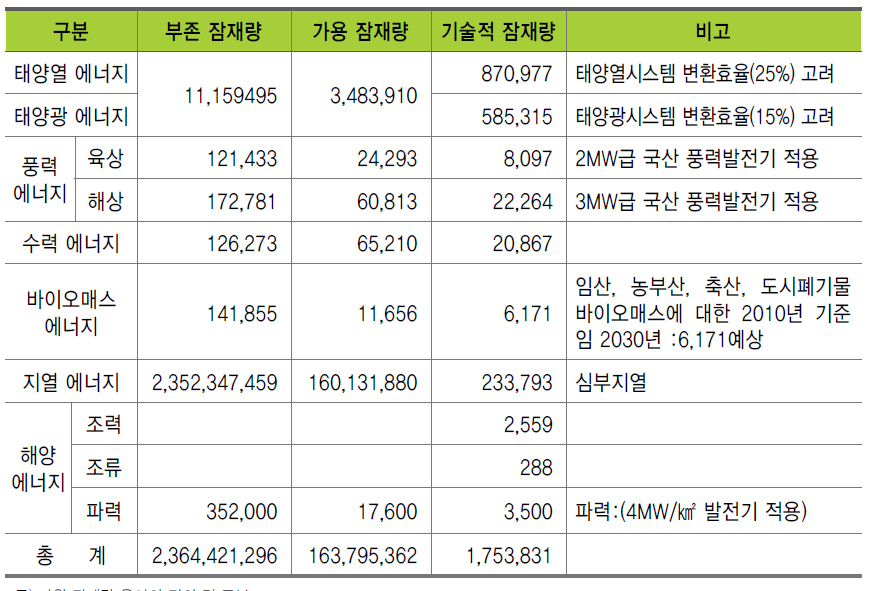 구분 부존 잠재량 가용 잠재량 기술적 잠재량 비고
태양열 에너지 11,159495 3,483,910 870,977 태양열시스템 변환효율(25%) 고려
태양광 에너지 585,315 태양광시스템 변환효율(15%) 고려
풍력 에너지 육상 121,433 24,293 8,097 2MW급 국산 풍력발전기 적용
해상 172,781 60,813 22,264 3MW급 국산 풍력발전기 적용
수력 에너지 126,273 65,210 20,867
바이오매스 에너지 141,855 11,656 6,171 임산, 농부산, 축산, 도시폐기물
바이오매스에 대한 2010년 기준
임 2030년 :6,171예상
지열 에너지 2,352,347,459 160,131,880 233,793 심부지열
해양 에너지 조력 2,559
조류 288
파력 352,000 17,600 3,500 파력:(4MW/㎢ 발전기 적용)
총 계 2,364,421,296 163,795,362 1,753,831